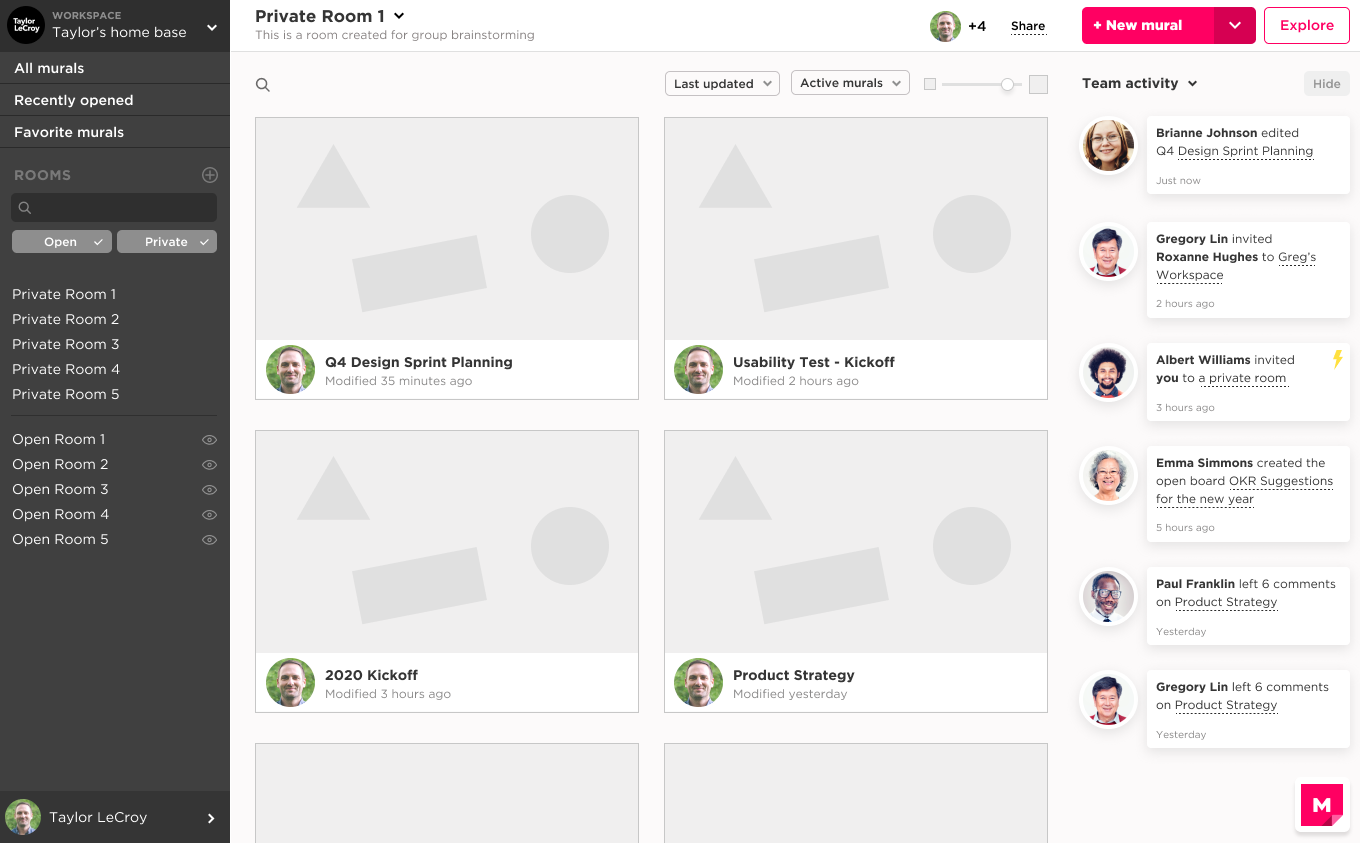 Taylor
LeCroy
WORKSPACE
Taylor's home base
All murals
Recently opened
Favorite murals
ROOMS
Open
Private
Private Room 1
Private Room 2
Private Room 3
Private Room 4
Private Room 5
Open Room 1
Open Room 2
Open Room 3
Open Room 4
Open Room 5
Taylor LeCroy
Private Room 1
This is a room created for group brainstorming
+4
Share
+ New mural
Explore
Last updated
Active murals
Q4 Design Sprint Planning
Modified 35 minutes ago
Usability Test - Kickoff
Modified 2 hours ago
2020 Kickoff
Modified 3 hours ago
Product Strategy
Modified yesterday
Team activity
Hide
Brianne Johnson edited
Q4 Design Sprint Planning
Just now
Gregory Lin invited
Roxanne Hughes to Greg's
Workspace
2 hours ago
Albert Williams invited
you to a private room
3 hours ago
Emma Simmons created the
open board OKR Suggestions
for the new year
5 hours ago
Paul Franklin left 6 comments
on Product Strategy
Yesterday
Gregory Lin left 6 comments
on Product Strategy
Yesterday
M